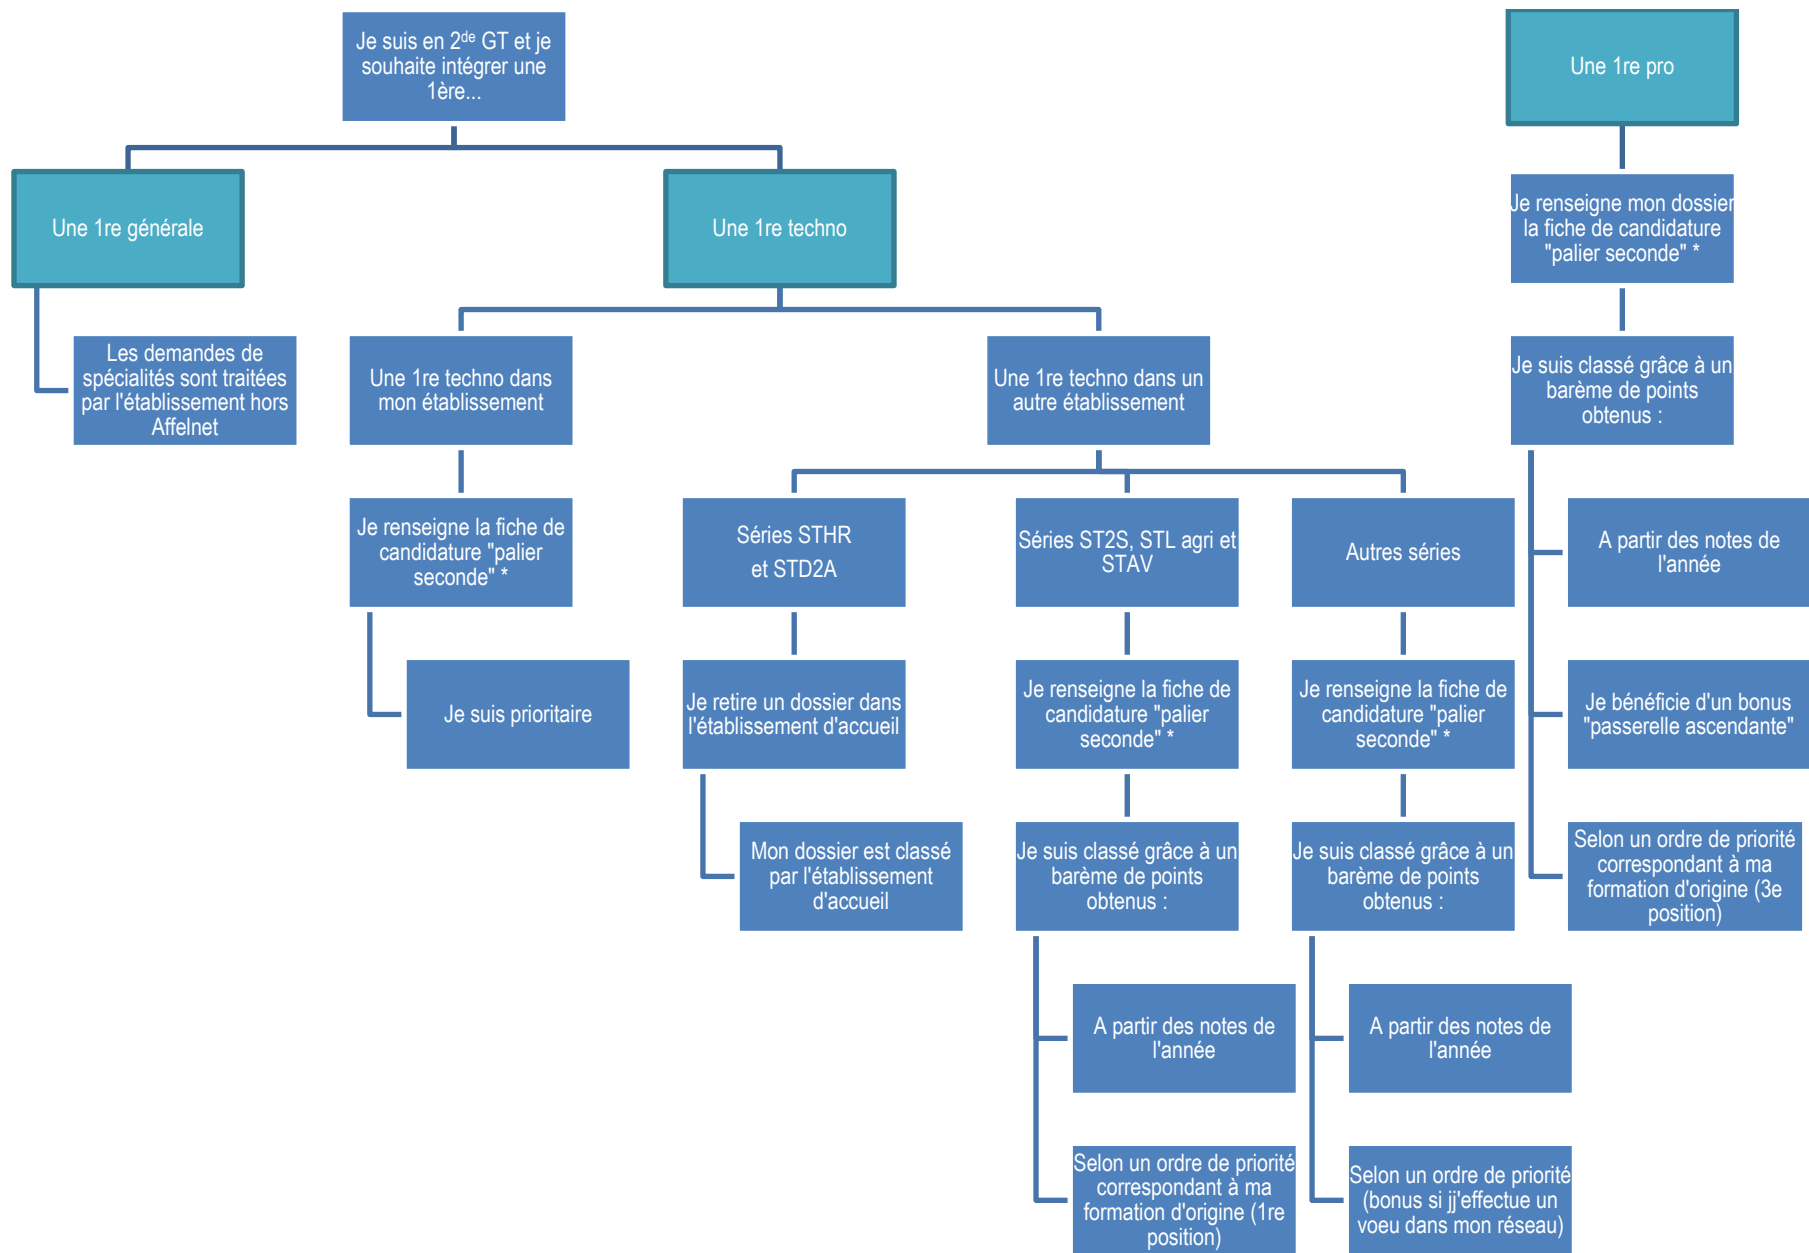 Je suis en 2de GT et je
souhaite intégrer une
1ère...
Une 1re pro
Une 1re générale
Une 1re techno
Je renseigne mon dossier
la fiche de candidature
"palier seconde" *
Les demandes de
spécialités sont traitées
par l'établissement hors
Affelnet
Une 1re techno dans
mon établissement
Une 1re techno dans un
autre établissement
Je suis classé grâce à un
barème de points
obtenus :
Je renseigne la fiche de
candidature "palier
seconde" *
Séries STHR
et STD2A
Séries ST2S, STL agri et
STAV
Autres séries
A partir des notes de
l'année
Je suis prioritaire
Je retire un dossier dans
l'établissement d'accueil
Je renseigne la fiche de
candidature "palier
seconde" *
Je renseigne la fiche de
candidature "palier
seconde" *
Je bénéficie d'un bonus
"passerelle ascendante"
Mon dossier est classé
par l'établissement
d'accueil
Je suis classé grâce à un
barème de points
obtenus :
Je suis classé grâce à un
barème de points
obtenus :
Selon un ordre de priorité
correspondant à ma
formation d'origine (3e
position)
A partir des notes de
l'année
A partir des notes de
l'année
Selon un ordre de priorité
correspondant à ma
formation d'origine (1re
position)
Selon un ordre de priorité
(bonus si jj'effectue un
voeu dans mon réseau)